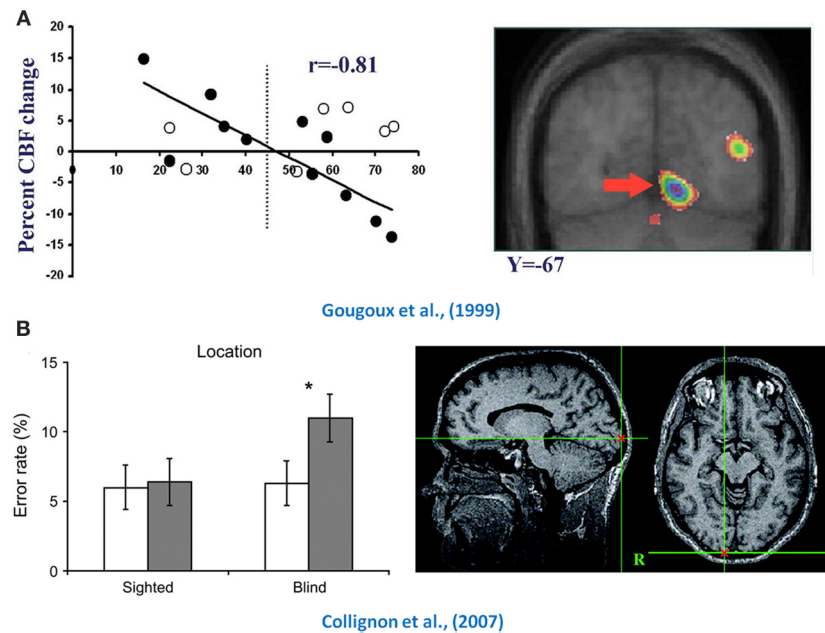 A
Percent CBF change
20
15
10
5
0
-5
-10
-15
-20
0 10 20 30 40 50 60 70 80
r=-0.81
Y=-67
Gougoux et al., (1999)
B
Location
Error rate (%)
15
10
5
0
*
Sighted
Blind
R
Collignon et al., (2007)